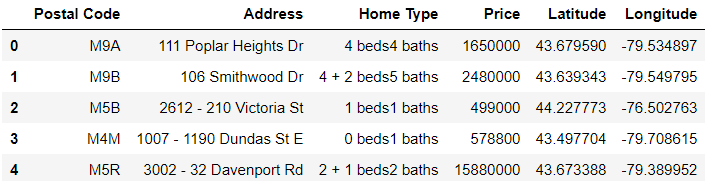 Postal Code Address Home Type Price Latitude Longitude
0 M9A 111 Poplar Heights Dr 4 beds4 baths 1650000 43.679590 -79.534897
1 M9B 106 Smithwood Dr 4 + 2 beds5 baths 2480000 43.639343 -79.549795
2 M5B 2612 - 210 Victoria St 1 beds1 baths 499000 44.227773 -76.502763
3 M4M 1007 - 1190 Dundas St E 0 beds1 baths 578800 43.497704 -79.708615
4 M5R 3002 - 32 Davenport Rd 2 + 1 beds2 baths 15880000 43.673388 -79.389952